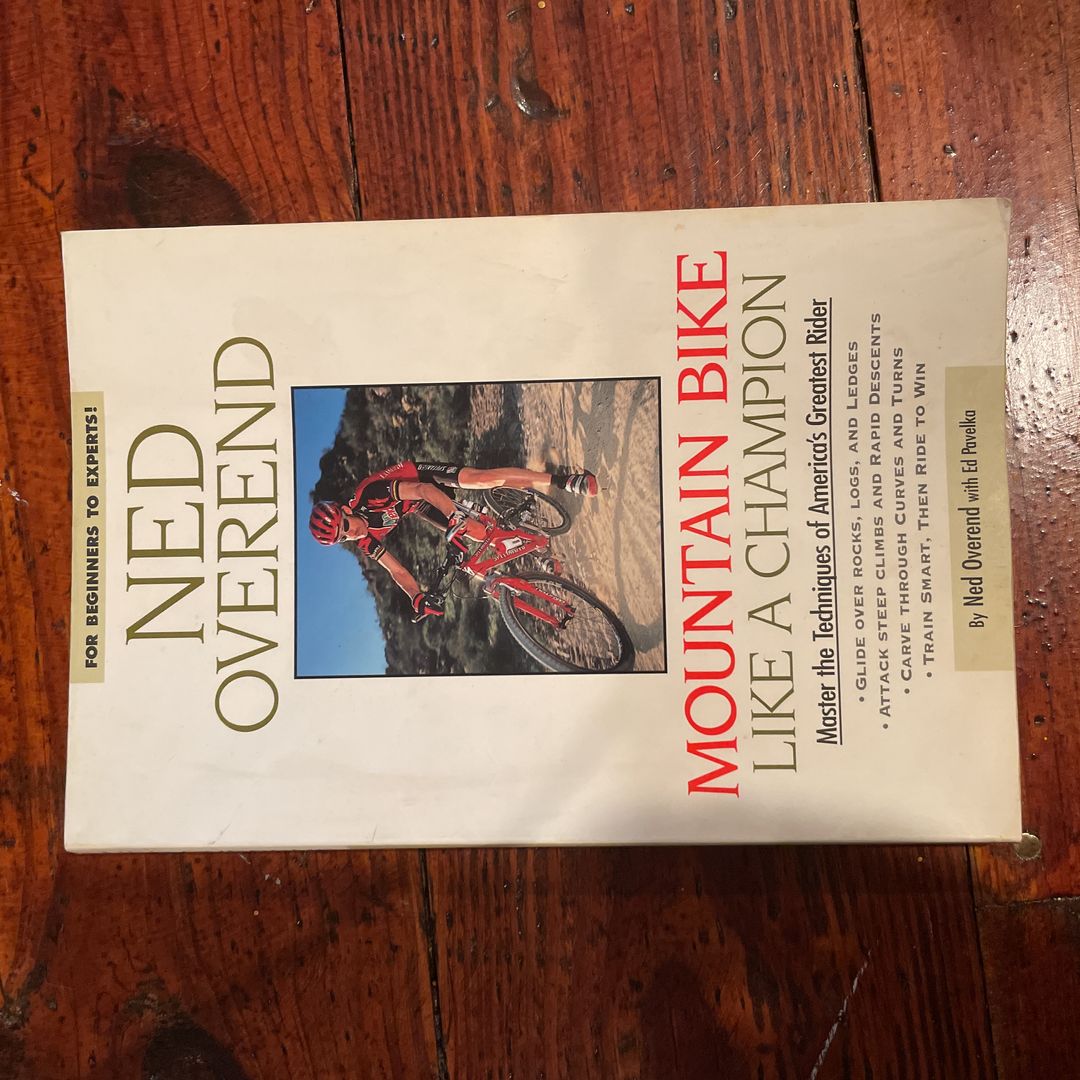 FOR BEGINNERS TO EXPERTS!
NED
OVEREND
MOUNTAIN BIKE
LIKE A CHAMPION
Master the Techniques of America's Greatest Rider
• GLIDE OVER ROCKS, LOGS, AND LEDGES
• ATTACK STEEP CLIMBS AND RAPID DESCENTS
• CARVE THROUGH CURVES AND TURNS
• TRAIN SMART, THEN RIDE TO WIN
By Ned Overend with Ed Pavelka